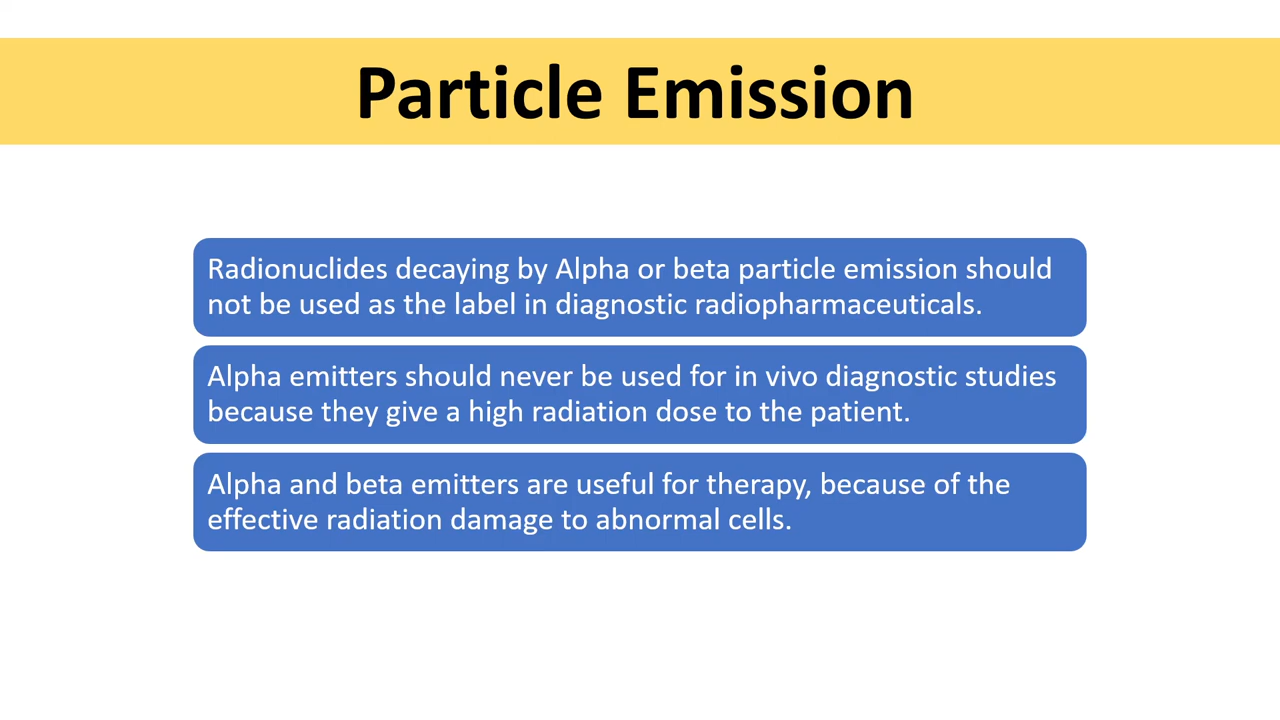 Particle Emission
Radionuclides decaying by Alpha or beta particle emission should
not be used as the label in diagnostic radiopharmaceuticals.
Alpha emitters should never be used for in vivo diagnostic studies
because they give a high radiation dose to the patient.
Alpha and beta emitters are useful for therapy, because of the
effective radiation damage to abnormal cells.